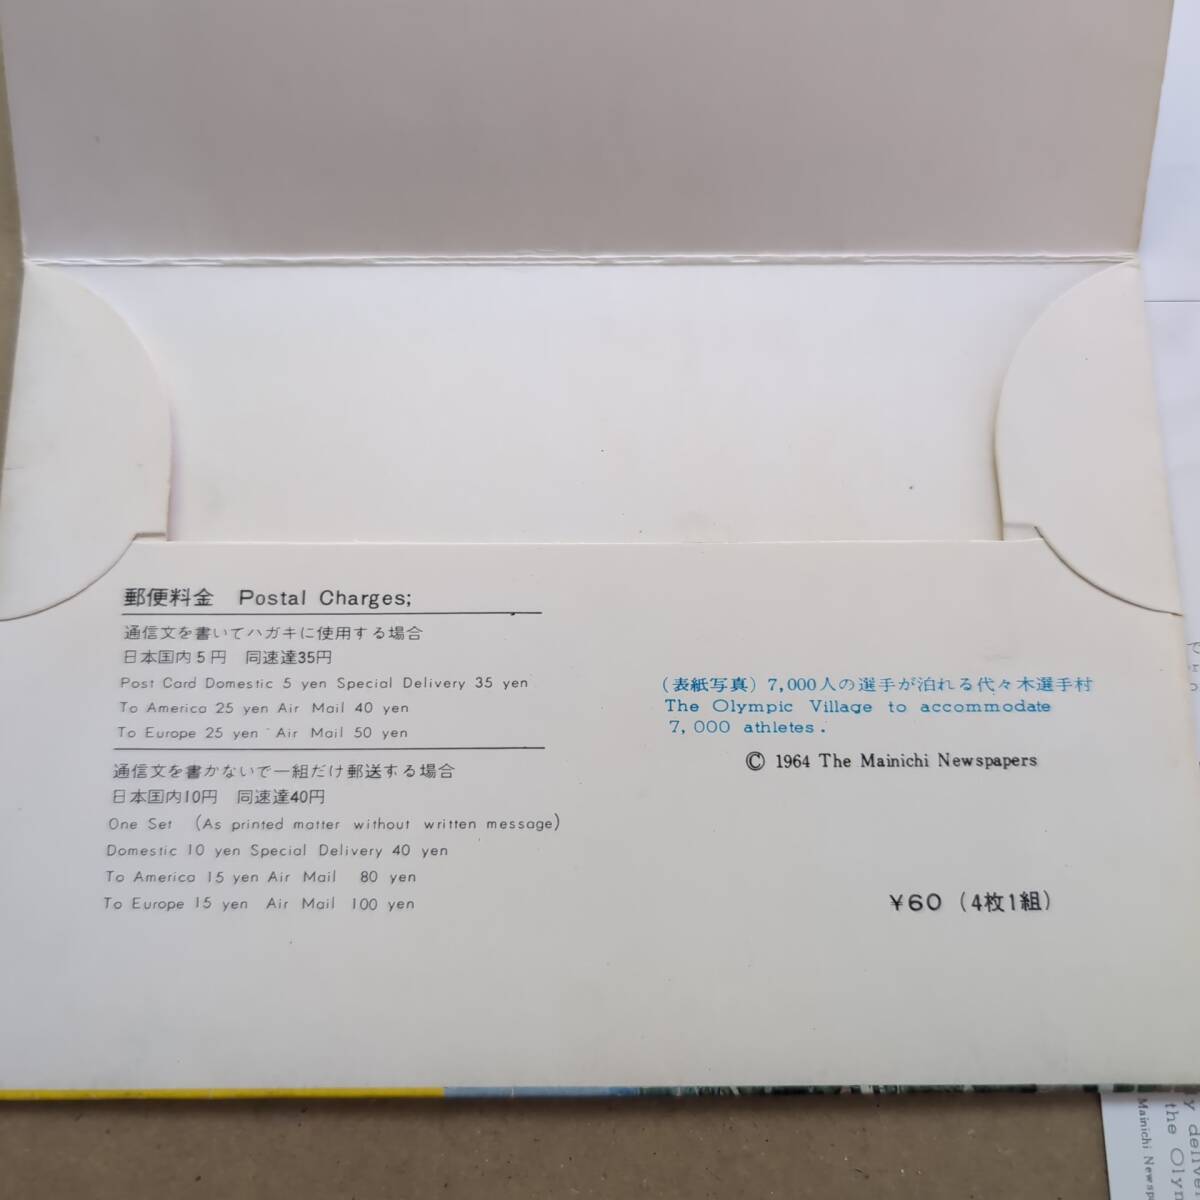 郵便料金 Postal Charges;
通信文を書いてハガキに使用する場合
日本国内5円 同速達35円
Post Card Domestic 5 yen Special Delivery 35 yen
To America 25 yen Air Mail 40 yen
To Europe 25 yen Air Mail 50 yen
通信文を書かないで一組だけ郵送する場合
日本国内10円 同速達40円
One Set (As printed matter without written message)
Domestic 10 yen Special Delivery 40 yen
To America 15 yen Air Mail 80 yen
To Europe 15 yen Air Mail 100 yen
(表紙写真) 7,000人の選手が泊れる代々木選手村
The Olympic Village to accommodate
7,000 athletes.
© 1964 The Mainichi Newspapers
¥60 (4枚1組)
the Olym
Mainichi News